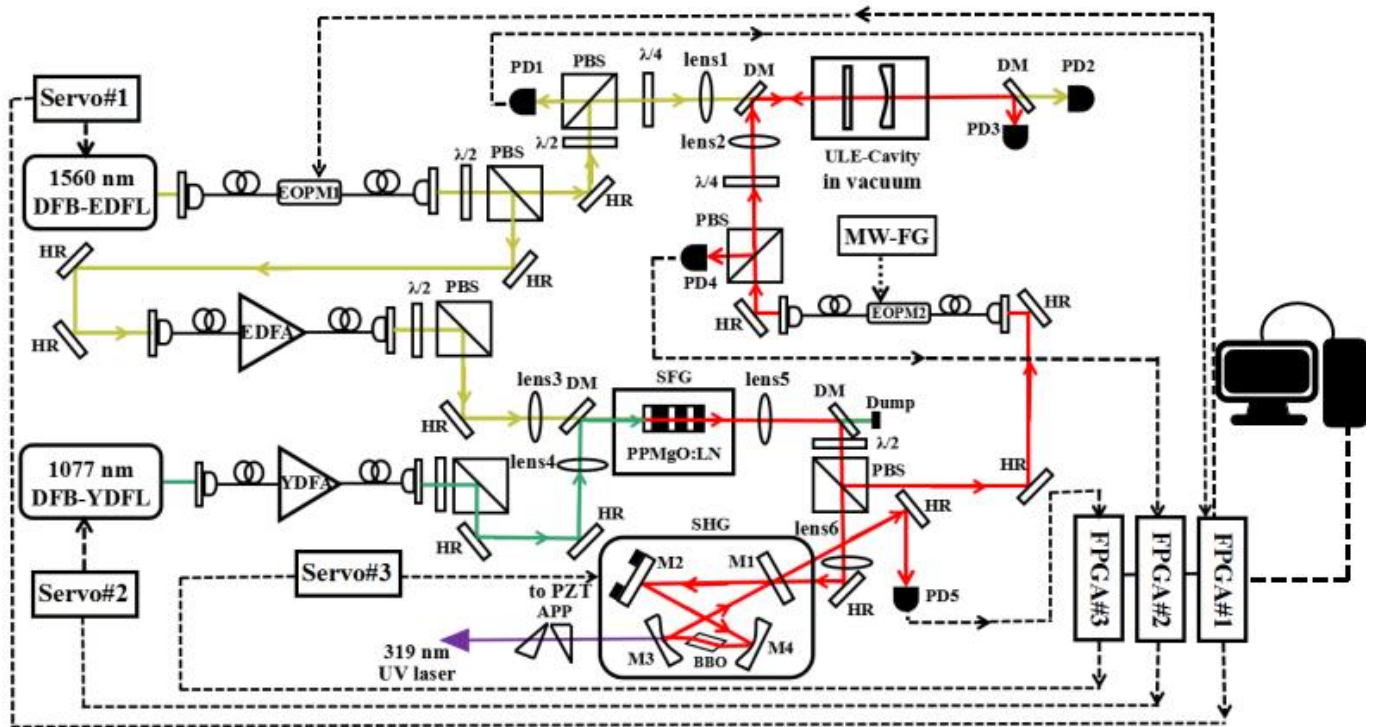 Servo#1
1560 nm
DFB-EDFL
EOPM1
λ/2
PBS
HR
λ/2
PD1
PBS
λ/4
lens1
DM
ULE-Cavity
in vacuum
DM
PD2
PD3
lens2
λ/4
PBS
PD4
HR
MW-FG
EOPM2
HR
HR
HR
HR
EDFA
λ/2
PBS
HR
lens3
DM
SFG
PPMgO:LN
lens5
DM
Dump
λ/2
PBS
HR
HR
1077 nm
DFB-YDFL
YDFA
HR
HR
lens4
Servo#2
Servo#3
to PZT
SHG
M2
M1
M3
M4
BBO
lens6
HR
PD5
APP
319 nm
UV laser
FPGA#3
FPGA#2
FPGA#1